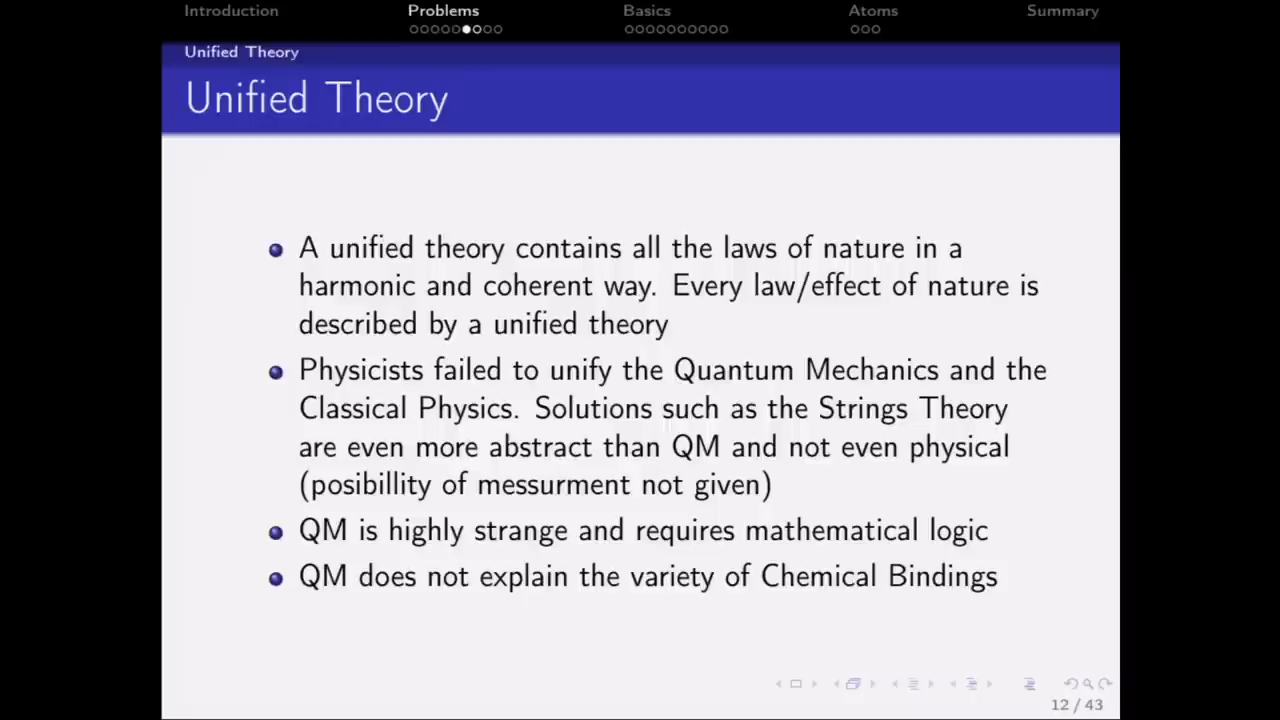 Introduction Problems Basics Atoms Summary
Unified Theory
Unified Theory
A unified theory contains all the laws of nature in a
harmonic and coherent way. Every law/effect of nature is
described by a unified theory
Physicists failed to unify the Quantum Mechanics and the
Classical Physics. Solutions such as the Strings Theory
are even more abstract than QM and not even physical
(posibillity of messurment not given)
QM is highly strange and requires mathematical logic
QM does not explain the variety of Chemical Bindings
12 / 43